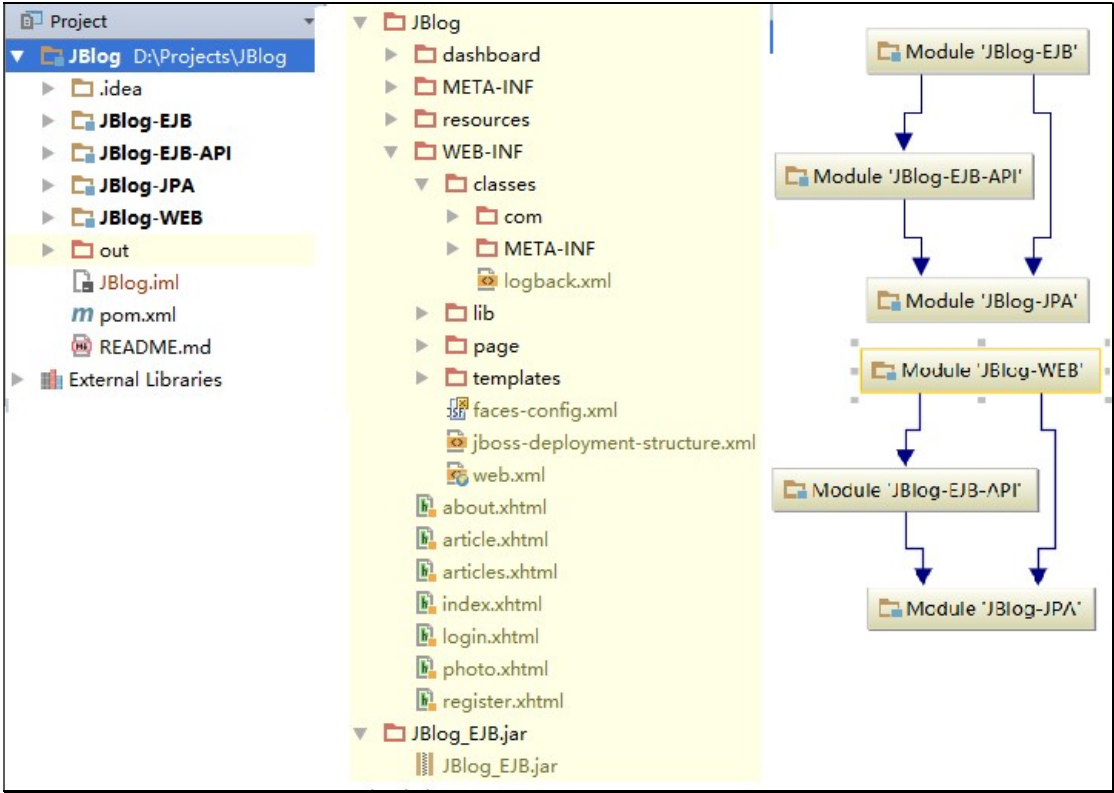 Project
JBlog D:\Projects\JBlog
.idea
JBlog-EJB
JBlog-EJB-API
JBlog-JPA
JBlog-WEB
out
JBlog.iml
pom.xml
README.md
External Libraries
JBlog
dashboard
META-INF
resources
WEB-INF
classes
com
META-INF
logback.xml
lib
page
templates
faces-config.xml
jboss-deployment-structure.xml
web.xml
about.xhtml
article.xhtml
articles.xhtml
index.xhtml
login.xhtml
photo.xhtml
register.xhtml
JBlog_EJB.jar
JBlog_EJB.jar
Module 'JBlog-EJB'
Module 'JBlog-EJB-API'
Module 'JBlog-JPA'
Module 'JBlog-WEB'
Module 'JBlog-EJB-API'
Module 'JBlog-JPA'